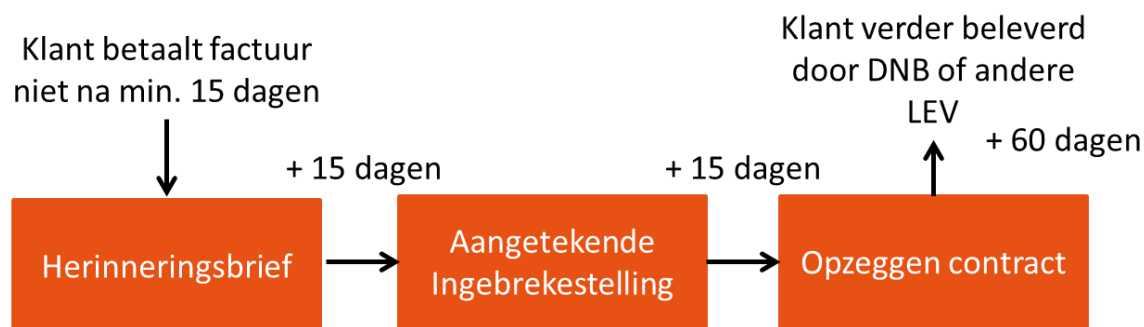 Klant betaalt factuur
niet na min. 15 dagen
Klant verder beleverd
door DNB of andere
LEV
+ 15 dagen
+ 15 dagen
+ 60 dagen
Herinneringsbrief
Aangetekende
Ingebrekestelling
Opzeggen contract